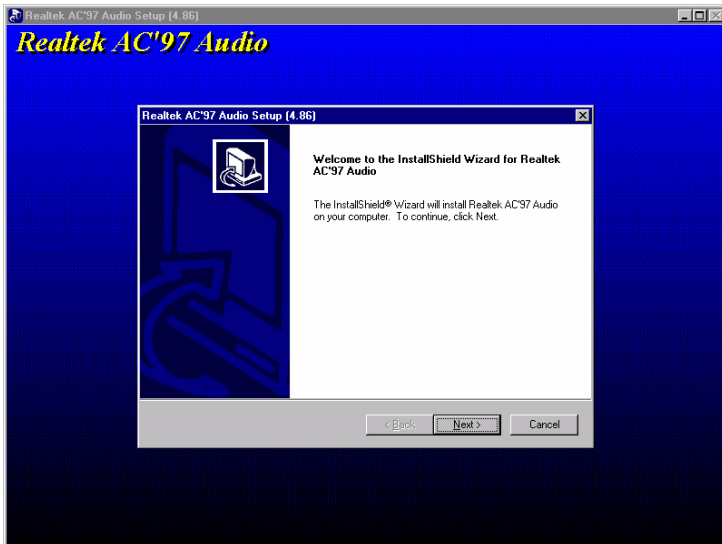 Realtek AC'97 Audio Setup (4.86)
Realtek AC'97 Audio
Realtek AC'97 Audio Setup (4.86)
Welcome to the InstallShield Wizard for Realtek
AC'97 Audio
The InstallShield® Wizard will install Realtek AC'97 Audio
on your computer. To continue, click Next.
< Back
Next >
Cancel